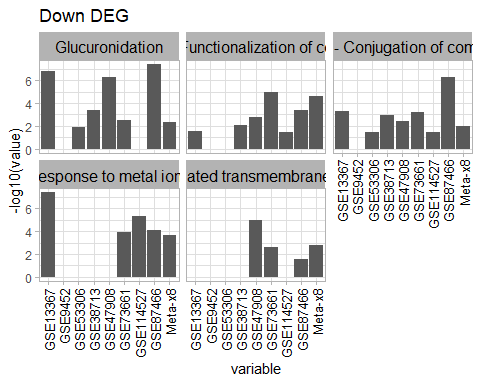 Down DEG
Glucuronidation
Functionalization of co
- Conjugation of com
6
4
2
0
esponse to metal ion
ated transmembrane
6
4
2
0
-log10(value)
GSE13367
GSE9452
GSE53306
GSE38713
GSE47908
GSE73661
GSE114527
GSE87466
Meta-x8
GSE13367
GSE9452
GSE53306
GSE38713
GSE47908
GSE73661
GSE114527
GSE87466
Meta-x8
GSE13367
GSE9452
GSE53306
GSE38713
GSE47908
GSE73661
GSE114527
GSE87466
Meta-x8
variable